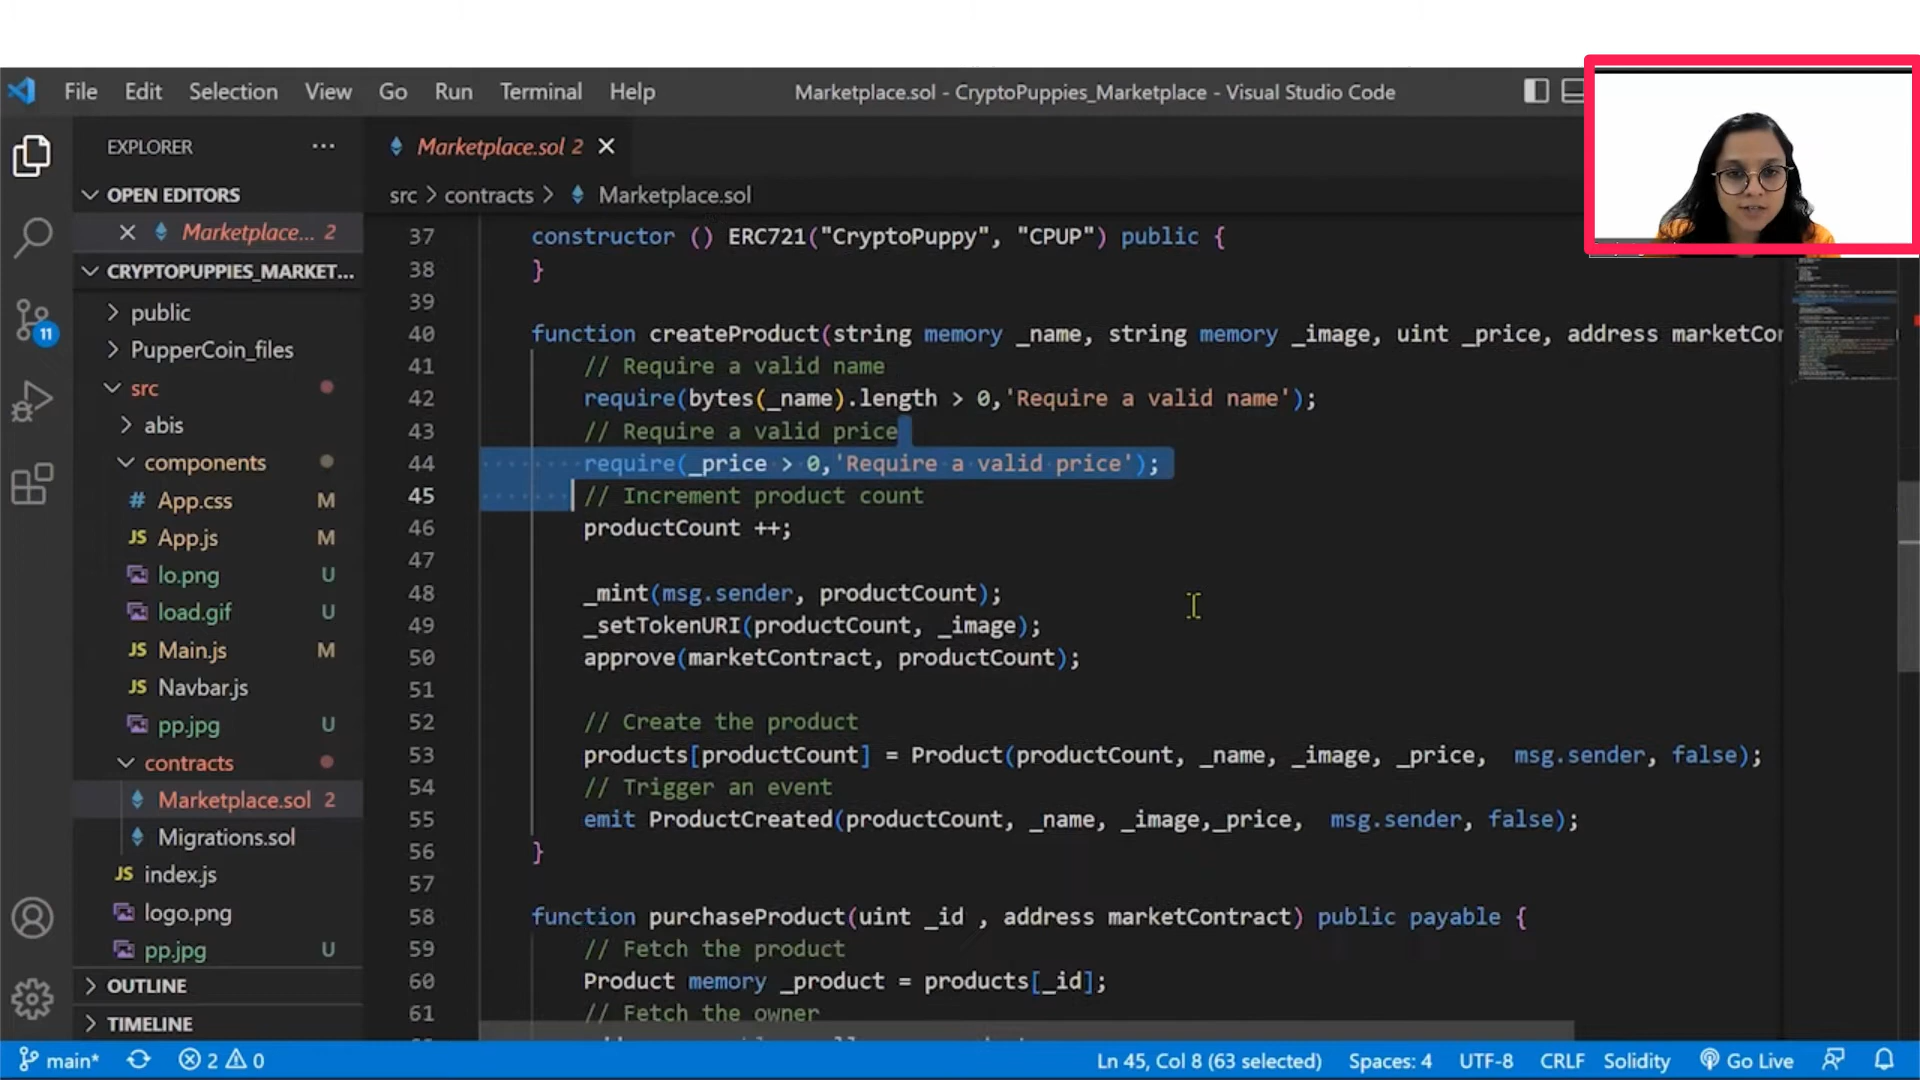 File Edit Selection View Go Run Terminal Help
Marketplace.sol - CryptoPuppies_Marketplace - Visual Studio Code
EXPLORER ...
Marketplace.sol 2
OPEN EDITORS
Marketplace... 2
CRYPTOPUPPIES_MARKET...
public
PupperCoin_files
src
abis
components
# App.css M
JS App.js M
lo.png U
load.gif U
JS Main.js M
JS Navbar.js
pp.jpg U
contracts
Marketplace.sol 2
Migrations.sol
JS index.js
logo.png
pp.jpg U
OUTLINE
TIMELINE
11
src > contracts > Marketplace.sol
37 constructor () ERC721("CryptoPuppy", "CPUP") public {
38 }
39
40 function createProduct(string memory _name, string memory _image, uint _price, address marketCon
41 // Require a valid name
42 require(bytes(_name).length > 0,'Require a valid name');
43 // Require a valid price
44 require(_price > 0,'Require a valid price');
45 // Increment product count
46 productCount ++;
47
48 _mint(msg.sender, productCount);
49 _setTokenURI(productCount, _image);
50 approve(marketContract, productCount);
51
52 // Create the product
53 products[productCount] = Product(productCount, _name, _image, _price, msg.sender, false);
54 // Trigger an event
55 emit ProductCreated(productCount, _name, _image,_price, msg.sender, false);
56 }
57
58 function purchaseProduct(uint _id , address marketContract) public payable {
59 // Fetch the product
60 Product memory _product = products[_id];
61 // Fetch the owner
main* 2 0 Ln 45, Col 8 (63 selected) Spaces: 4 UTF-8 CRLF Solidity Go Live